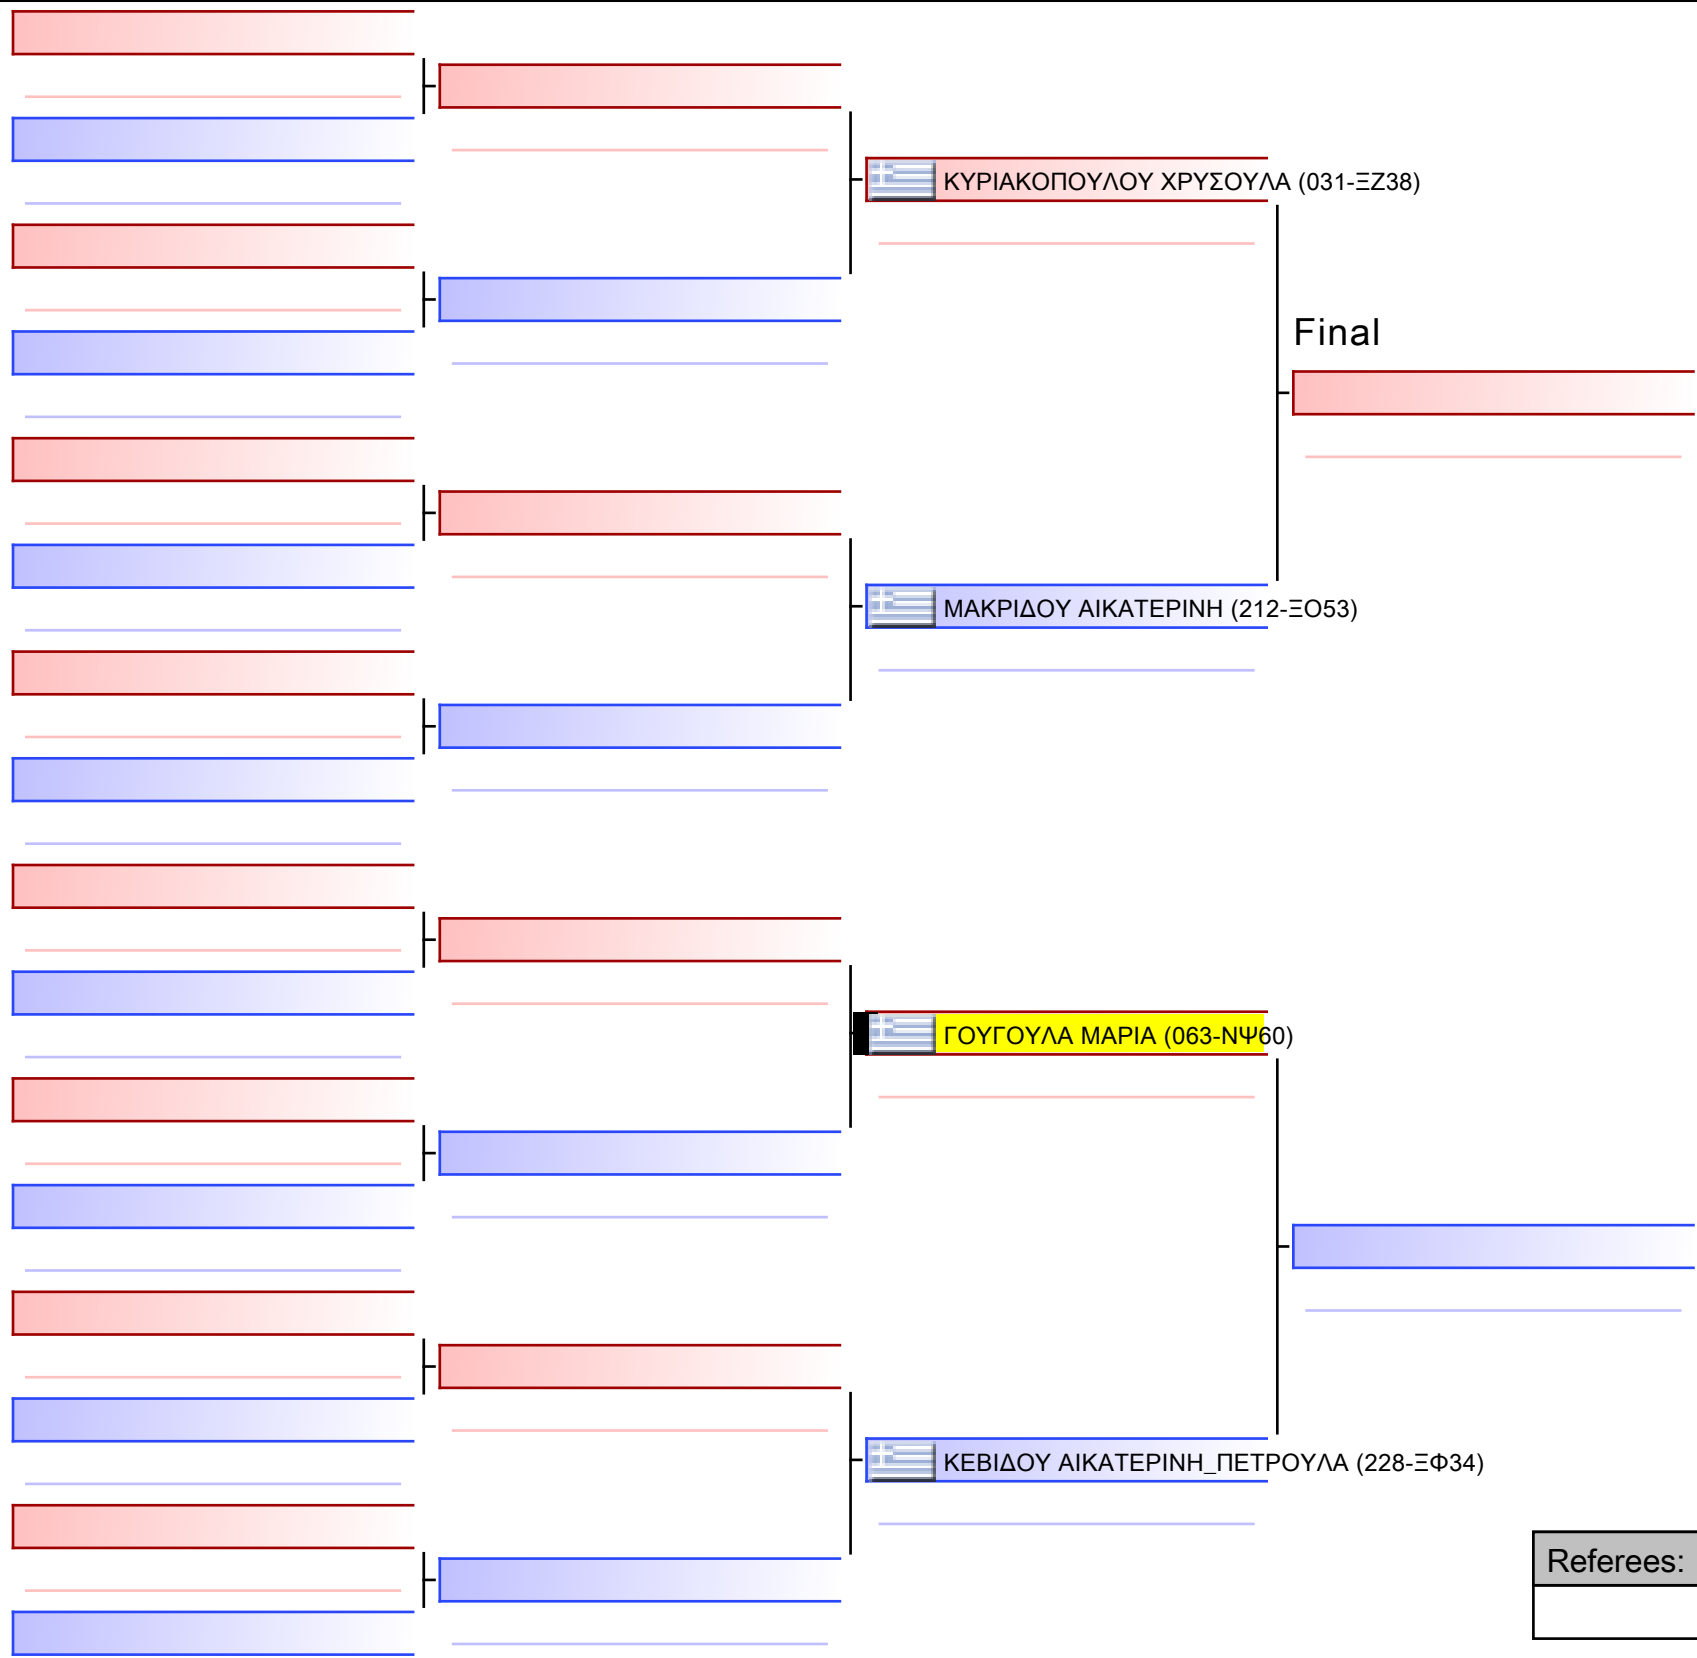 ΚΥΡΙΑΚΟΠΟΥΛΟΥ ΧΡΥΣΟΥΛΑ (031-ΞΖ38)
Final
ΜΑΚΡΙΔΟΥ ΑΙΚΑΤΕΡΙΝΗ (212-ΞΟ53)
ΓΟΥΓΟΥΛΑ ΜΑΡΙΑ (063-ΝΨ60)
ΚΕΒΙΔΟΥ ΑΙΚΑΤΕΡΙΝΗ_ΠΕΤΡΟΥΛΑ (228-ΞΦ34)
Referees: